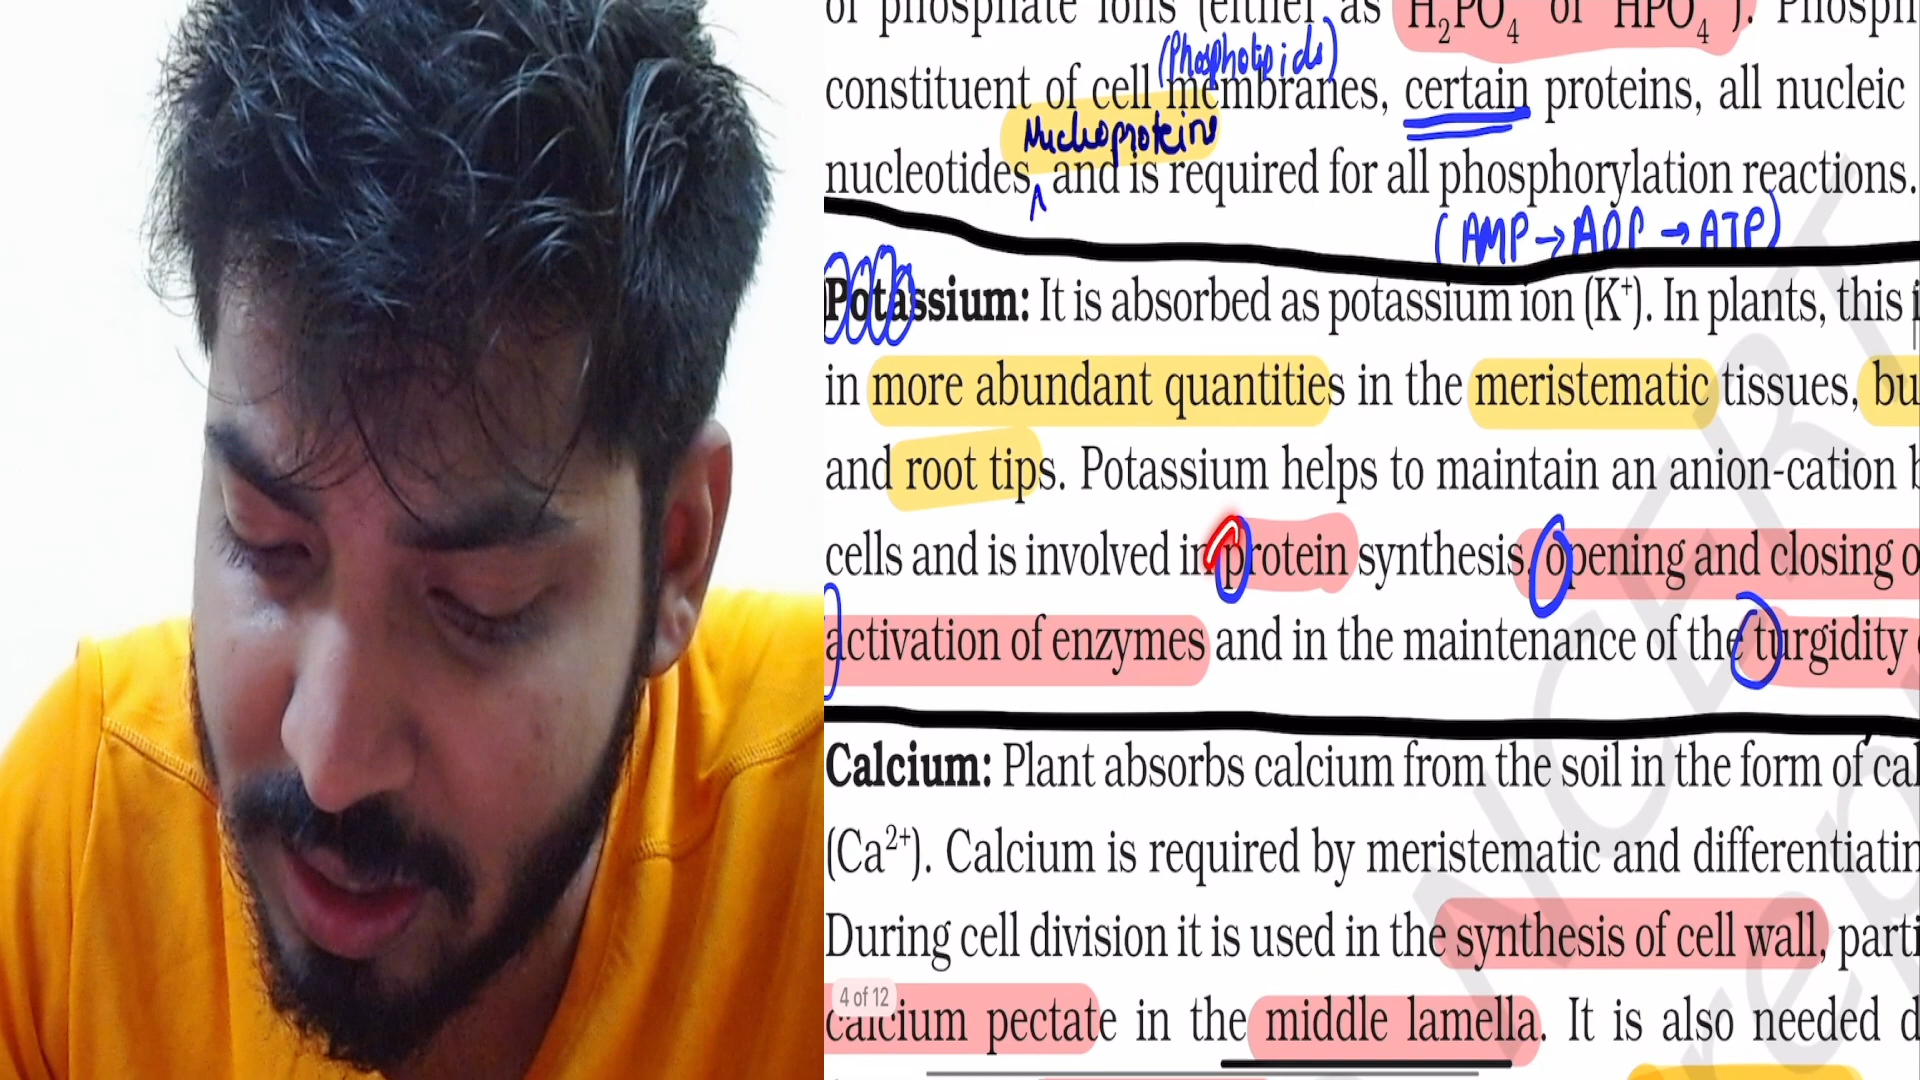 of phosphate ions (either as H₂PO₄ or HPO₄ ). Phosph
(Phospholipids)
constituent of cell membranes, certain proteins, all nucleic
Nucleoproteins
nucleotides, and is required for all phosphorylation reactions.
(AMP → ADP → ATP)
Potassium: It is absorbed as potassium ion (K⁺). In plants, this i
in more abundant quantities in the meristematic tissues, bu
and root tips. Potassium helps to maintain an anion-cation b
cells and is involved in protein synthesis, opening and closing o
activation of enzymes and in the maintenance of the turgidity
Calcium: Plant absorbs calcium from the soil in the form of cal
(Ca²⁺). Calcium is required by meristematic and differentiatin
During cell division it is used in the synthesis of cell wall, parti
4 of 12
calcium pectate in the middle lamella. It is also needed d
NCERT